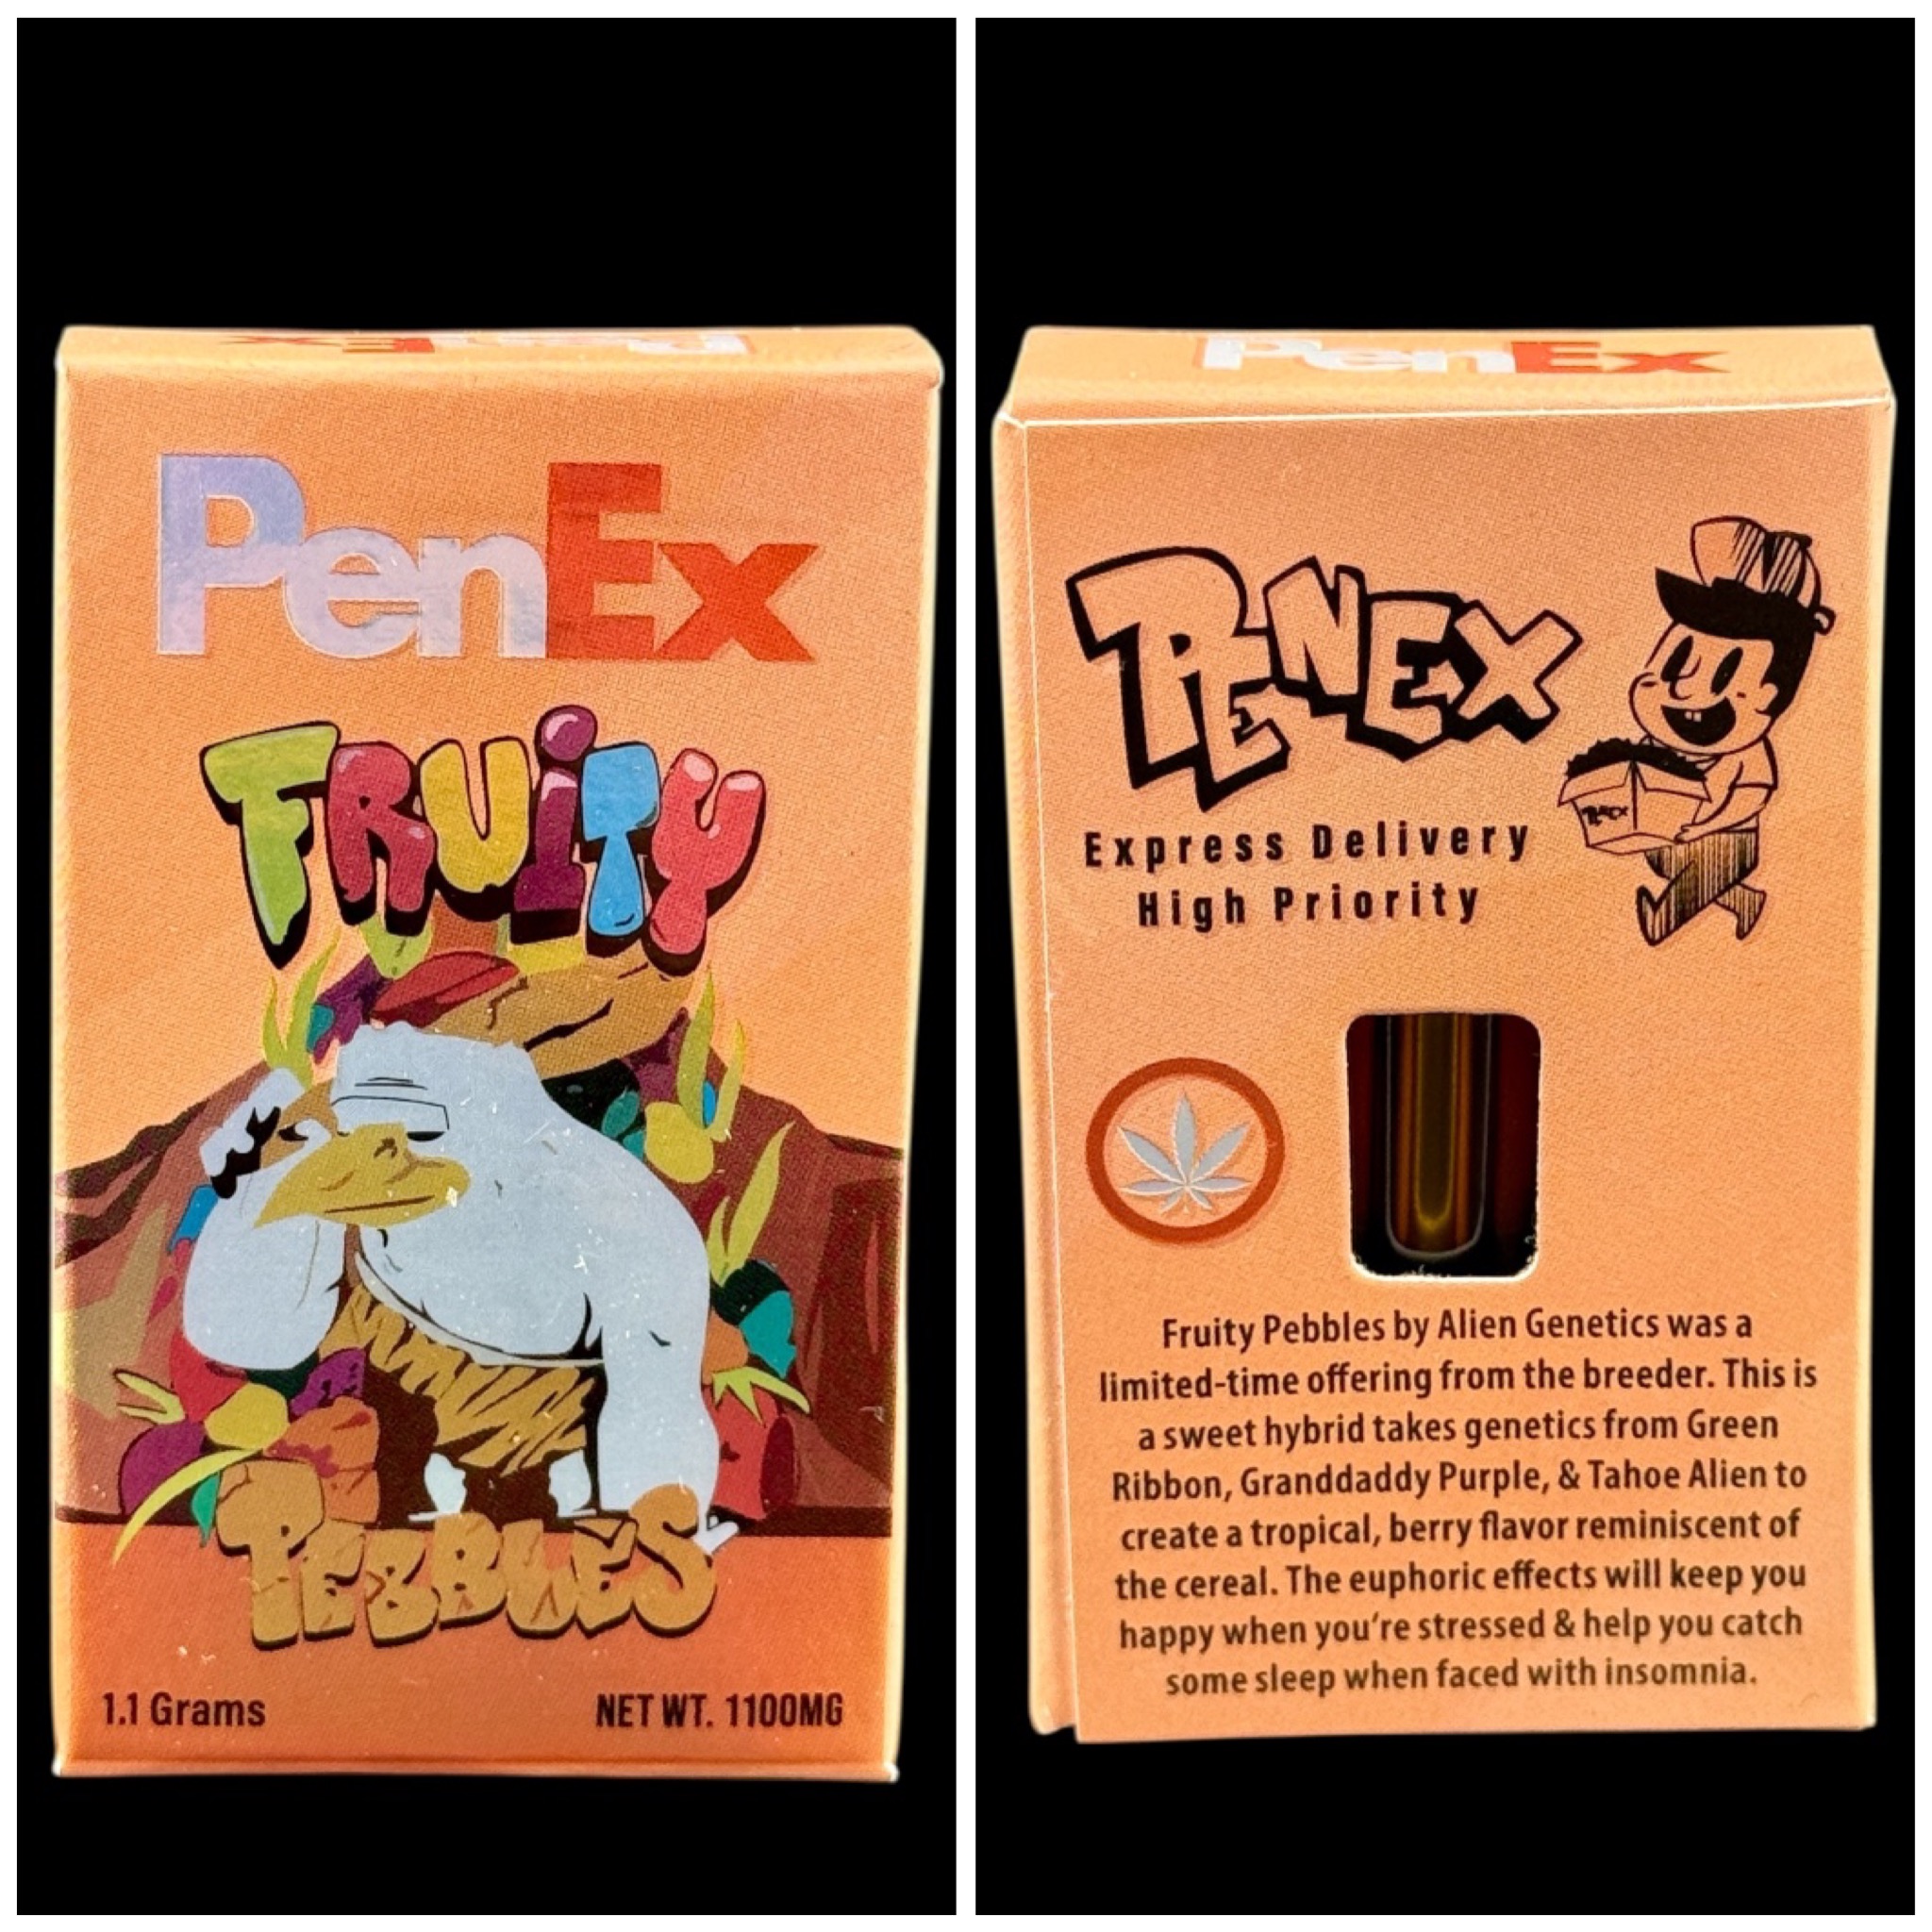 PenEx
PenEx
FRUiTY
PEBBLES
1.1 Grams
NET WT. 1100MG
PenEx
PENEX
PENEX
Express Delivery
High Priority
Fruity Pebbles by Alien Genetics was a
limited-time offering from the breeder. This is
a sweet hybrid takes genetics from Green
Ribbon, Granddaddy Purple, & Tahoe Alien to
create a tropical, berry flavor reminiscent of
the cereal. The euphoric effects will keep you
happy when you're stressed & help you catch
some sleep when faced with insomnia.